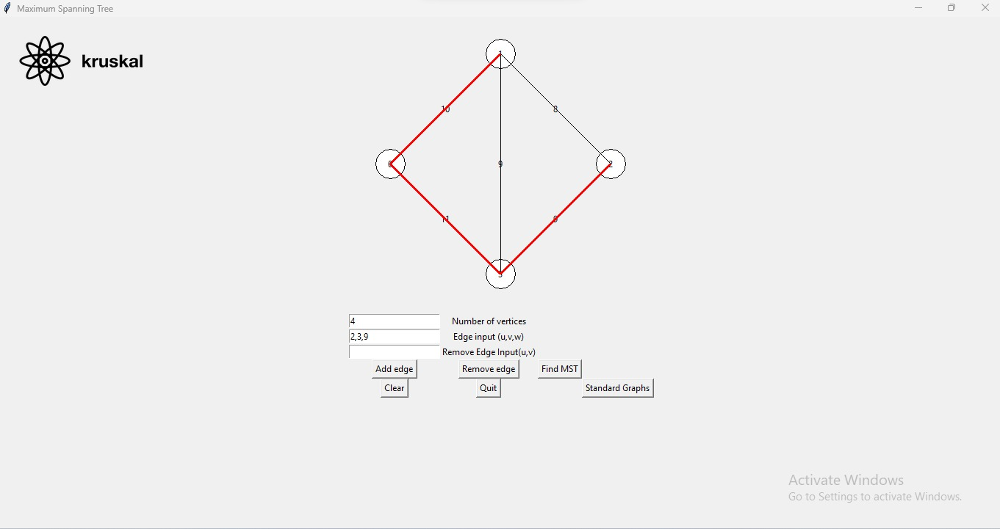 Maximum Spanning Tree
kruskal
1
10
8
0
9
2
11
9
3
4 Number of vertices
2,3,9 Edge input (u,v,w)
Remove Edge Input(u,v)
Add edge Remove edge Find MST
Clear Quit Standard Graphs
Activate Windows
Go to Settings to activate Windows.